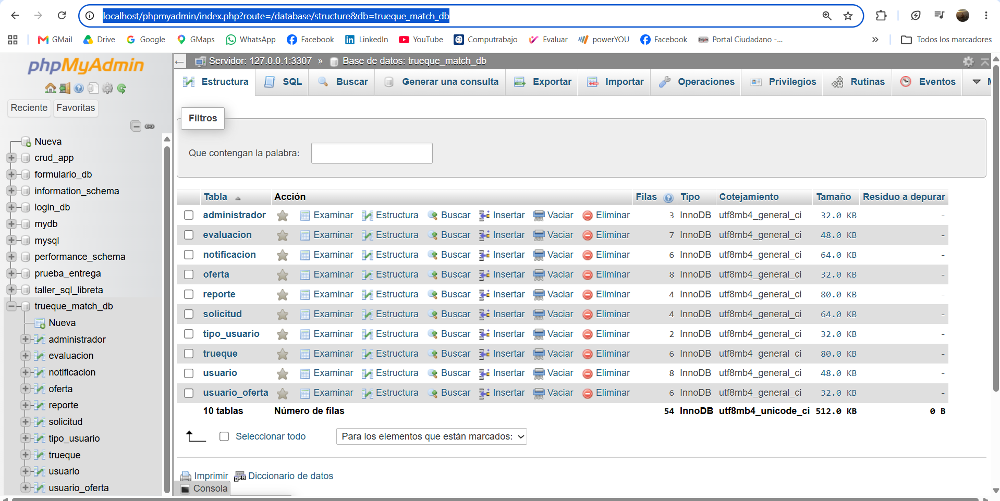 localhost/phpmyadmin/index.php?route=/database/structure&db=trueque_match_db
GMail Drive Google GMaps WhatsApp Facebook LinkedIn YouTube Computrabajo Evaluar powerYOU Facebook Portal Ciudadano -... » Todos los marcadores
phpMyAdmin
Reciente Favoritas
Nueva
crud_app
formulario_db
information_schema
login_db
mydb
mysql
performance_schema
prueba_entrega
taller_sql_libreta
trueque_match_db
Nueva
administrador
evaluacion
notificacion
oferta
reporte
solicitud
tipo_usuario
trueque
usuario
usuario_oferta
Servidor: 127.0.0.1:3307 » Base de datos: trueque_match_db
Estructura SQL Buscar Generar una consulta Exportar Importar Operaciones Privilegios Rutinas Eventos
Filtros
Que contengan la palabra:
Tabla Acción Filas Tipo Cotejamiento Tamaño Residuo a depurar
administrador Examinar Estructura Buscar Insertar Vaciar Eliminar 3 InnoDB utf8mb4_general_ci 32.0 KB -
evaluacion Examinar Estructura Buscar Insertar Vaciar Eliminar 7 InnoDB utf8mb4_general_ci 48.0 KB -
notificacion Examinar Estructura Buscar Insertar Vaciar Eliminar 6 InnoDB utf8mb4_general_ci 64.0 KB -
oferta Examinar Estructura Buscar Insertar Vaciar Eliminar 8 InnoDB utf8mb4_general_ci 32.0 KB -
reporte Examinar Estructura Buscar Insertar Vaciar Eliminar 4 InnoDB utf8mb4_general_ci 80.0 KB -
solicitud Examinar Estructura Buscar Insertar Vaciar Eliminar 4 InnoDB utf8mb4_general_ci 64.0 KB -
tipo_usuario Examinar Estructura Buscar Insertar Vaciar Eliminar 2 InnoDB utf8mb4_general_ci 32.0 KB -
trueque Examinar Estructura Buscar Insertar Vaciar Eliminar 6 InnoDB utf8mb4_general_ci 80.0 KB -
usuario Examinar Estructura Buscar Insertar Vaciar Eliminar 8 InnoDB utf8mb4_general_ci 48.0 KB -
usuario_oferta Examinar Estructura Buscar Insertar Vaciar Eliminar 6 InnoDB utf8mb4_general_ci 32.0 KB -
10 tablas Número de filas 54 InnoDB utf8mb4_unicode_ci 512.0 KB 0 B
Seleccionar todo Para los elementos que están marcados:
Imprimir Diccionario de datos
Consola